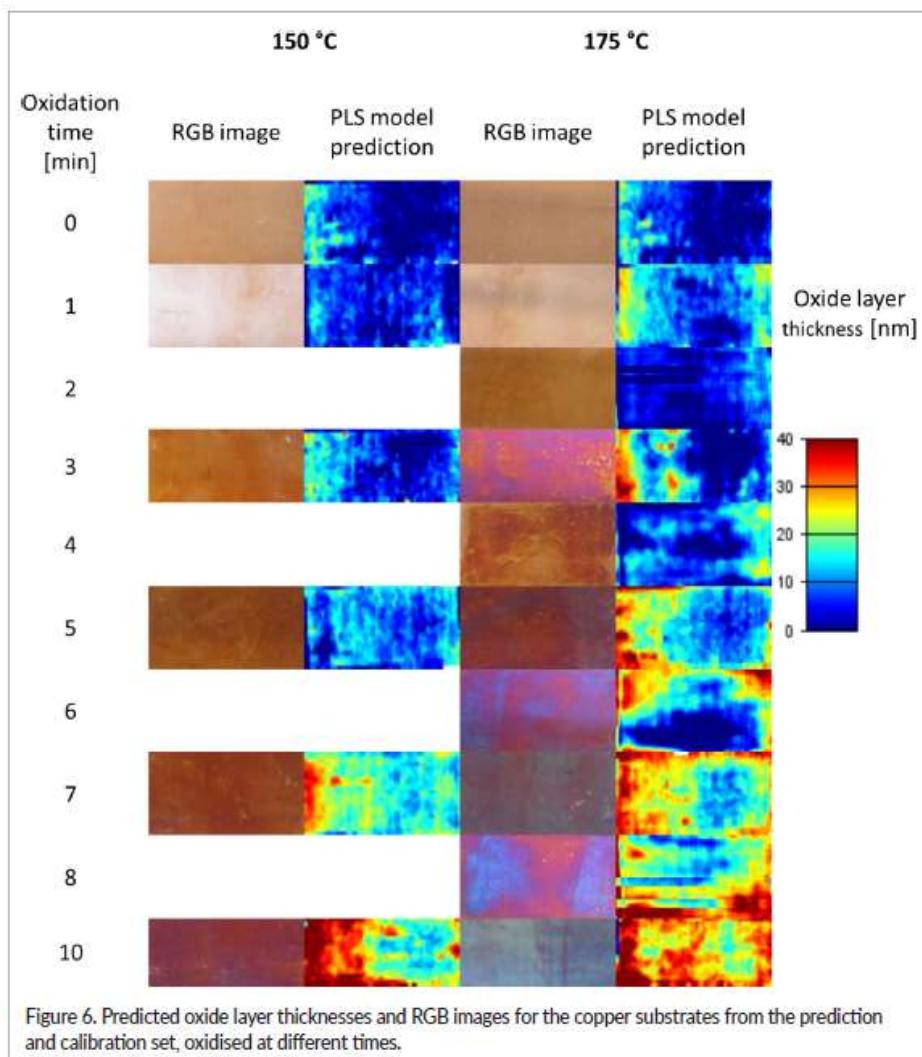 150 °C 175 °C
Oxidation
time
[min]
RGB image
PLS model
prediction
RGB image
PLS model
prediction
0
1
Oxide layer
thickness [nm]
2
3
40
30
20
10
0
4
5
6
7
8
10
Figure 6. Predicted oxide layer thicknesses and RGB images for the copper substrates from the prediction
and calibration set, oxidised at different times.